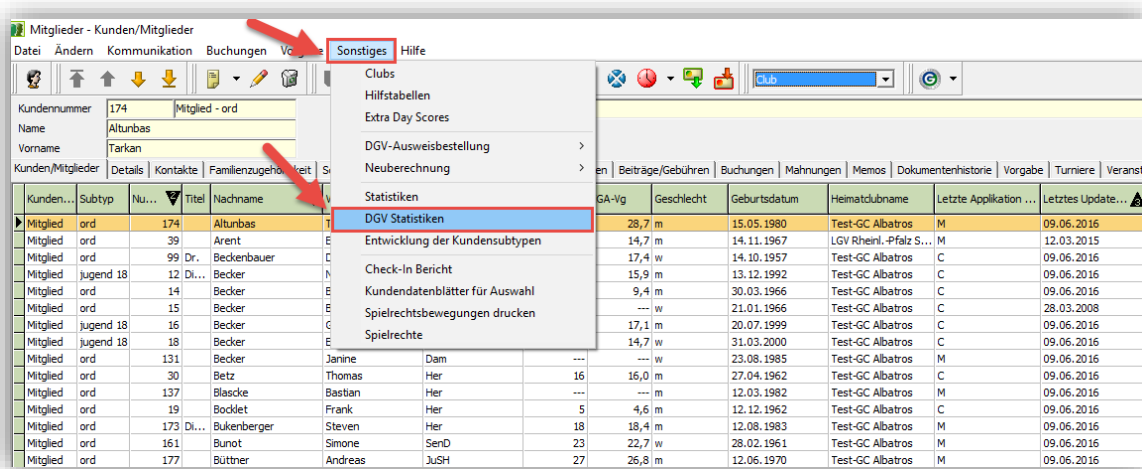 Mitglieder - Kunden/Mitglieder
Datei Ändern Kommunikation Buchungen Sonstiges Hilfe
Club
Kundennummer 174 Mitglied - ord
Name Altunbas
Vorname Tarkan
Clubs
Hilfstabellen
Extra Day Scores
DGV-Ausweisbestellung >
Neuberechnung >
Statistiken
DGV Statistiken
Entwicklung der Kundensubtypen
Check-In Bericht
Kundendatenblätter für Auswahl
Spielrechtsbewegungen drucken
Spielrechte
Kunden/Mitglieder Details Kontakte Beiträge/Gebühren Buchungen Mahnungen Memos Dokumentenhistorie Vorgabe Turniere Veranst
Kunden... Subtyp Nu... 2 Titel Nachname GA-Vg Geschlecht Geburtsdatum Heimatclubname Letzte Applikation ... Letztes Update... 3
Mitglied ord 174 Altunbas T 28,7 m 15.05.1980 Test-GC Albatros M 09.06.2016
Mitglied ord 39 Arent 14,7 m 14.11.1967 LGV Rheinl.-Pfalz S... M 12.03.2015
Mitglied ord 99 Dr. Beckenbauer 17,4 w 14.10.1957 Test-GC Albatros C 09.06.2016
Mitglied jugend 18 12 Di... Becker 15,9 m 13.12.1992 Test-GC Albatros C 09.06.2016
Mitglied ord 14 Becker 9,4 m 30.03.1966 Test-GC Albatros C 09.06.2016
Mitglied ord 15 Becker --- w 21.01.1966 Test-GC Albatros C 28.03.2008
Mitglied jugend 18 16 Becker 17,1 m 20.07.1999 Test-GC Albatros C 09.06.2016
Mitglied jugend 18 18 Becker 14,7 w 31.03.2000 Test-GC Albatros C 09.06.2016
Mitglied ord 131 Becker Janine Dam --- --- w 23.08.1985 Test-GC Albatros M 09.06.2016
Mitglied ord 30 Betz Thomas Her 16 16,0 m 27.04.1962 Test-GC Albatros C 09.06.2016
Mitglied ord 137 Blascke Bastian Her --- --- m 12.03.1982 Test-GC Albatros M 09.06.2016
Mitglied ord 19 Bocklet Frank Her 5 4,6 m 12.12.1962 Test-GC Albatros C 09.06.2016
Mitglied ord 173 Di... Bukenberger Steven Her 18 18,4 m 12.08.1983 Test-GC Albatros M 09.06.2016
Mitglied ord 161 Bunot Simone SenD 23 22,7 w 28.02.1961 Test-GC Albatros M 09.06.2016
Mitglied ord 177 Büttner Andreas JuSH 27 26,8 m 12.06.1970 Test-GC Albatros M 09.06.2016